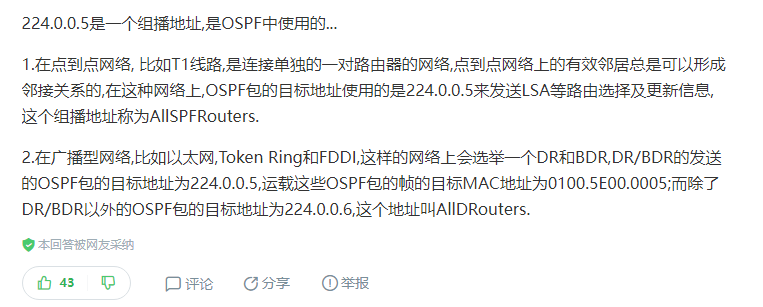 224.0.0.5是一个组播地址,是OSPF中使用的...
1.在点到点网络, 比如T1线路,是连接单独的一对路由器的网络,点到点网络上的有效邻居总是可以形成
邻接关系的,在这种网络上,OSPF包的目标地址使用的是224.0.0.5来发送LSA等路由选择及更新信息,
这个组播地址称为AllSPFRouters.
2.在广播型网络,比如以太网,Token Ring和FDDI,这样的网络上会选举一个DR和BDR,DR/BDR的发送
的OSPF包的目标地址为224.0.0.5,运载这些OSPF包的帧的目标MAC地址为0100.5E00.0005;而除了
DR/BDR以外的OSPF包的目标地址为224.0.0.6,这个地址叫AllDRouters.
本回答被网友采纳
43 评论 分享 举报